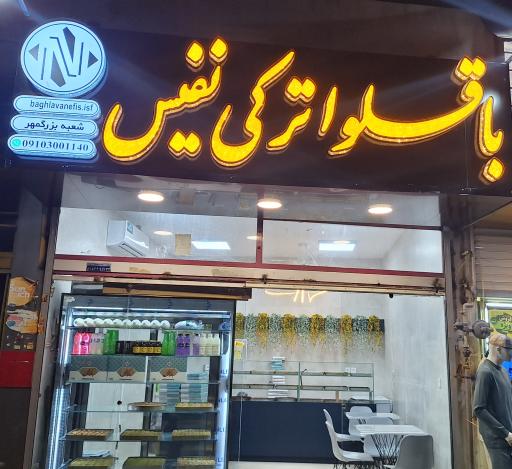 باقلوا ترکی نفیس
N
baghlavanefis.isf
شعبه بزرگمهر
09103001140